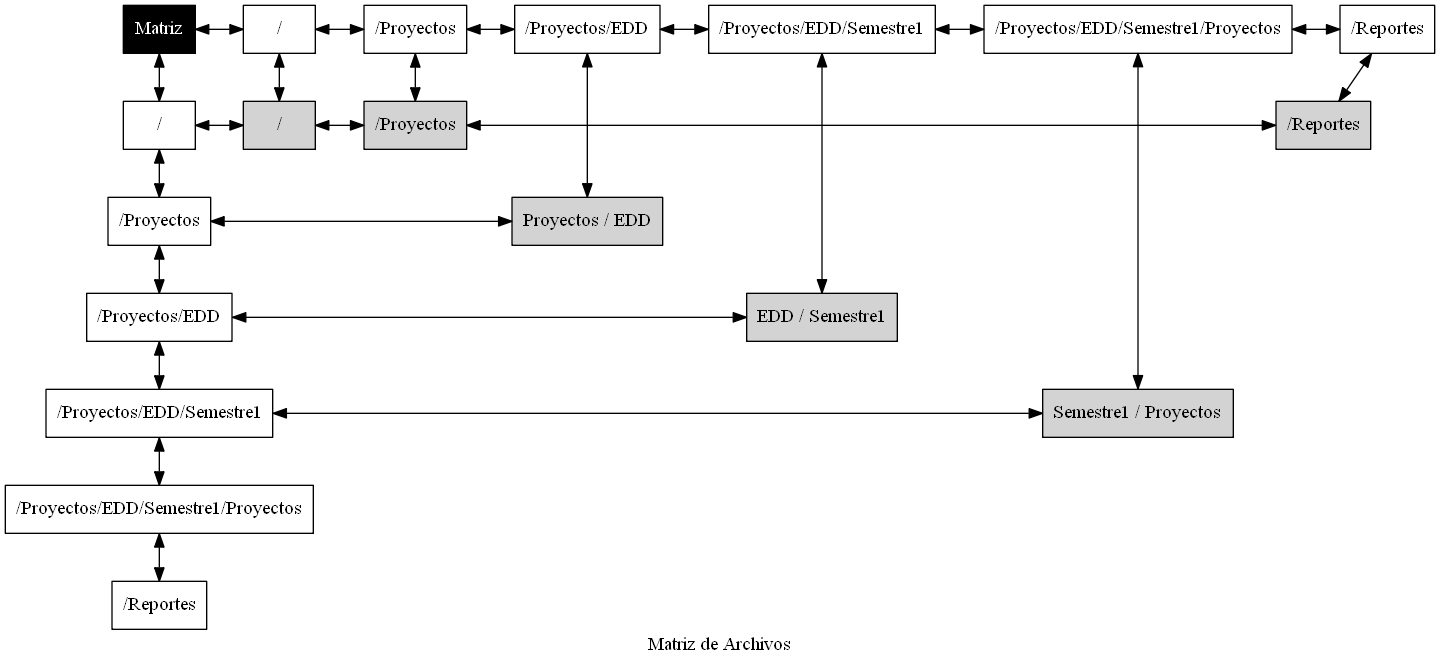 Matriz
/
/Proyectos
/Proyectos/EDD
/Proyectos/EDD/Semestre1
/Proyectos/EDD/Semestre1/Proyectos
/Reportes
/
/
/Proyectos
/Reportes
/Proyectos
Proyectos / EDD
/Proyectos/EDD
EDD / Semestre1
/Proyectos/EDD/Semestre1
Semestre1 / Proyectos
/Proyectos/EDD/Semestre1/Proyectos
/Reportes
Matriz de Archivos